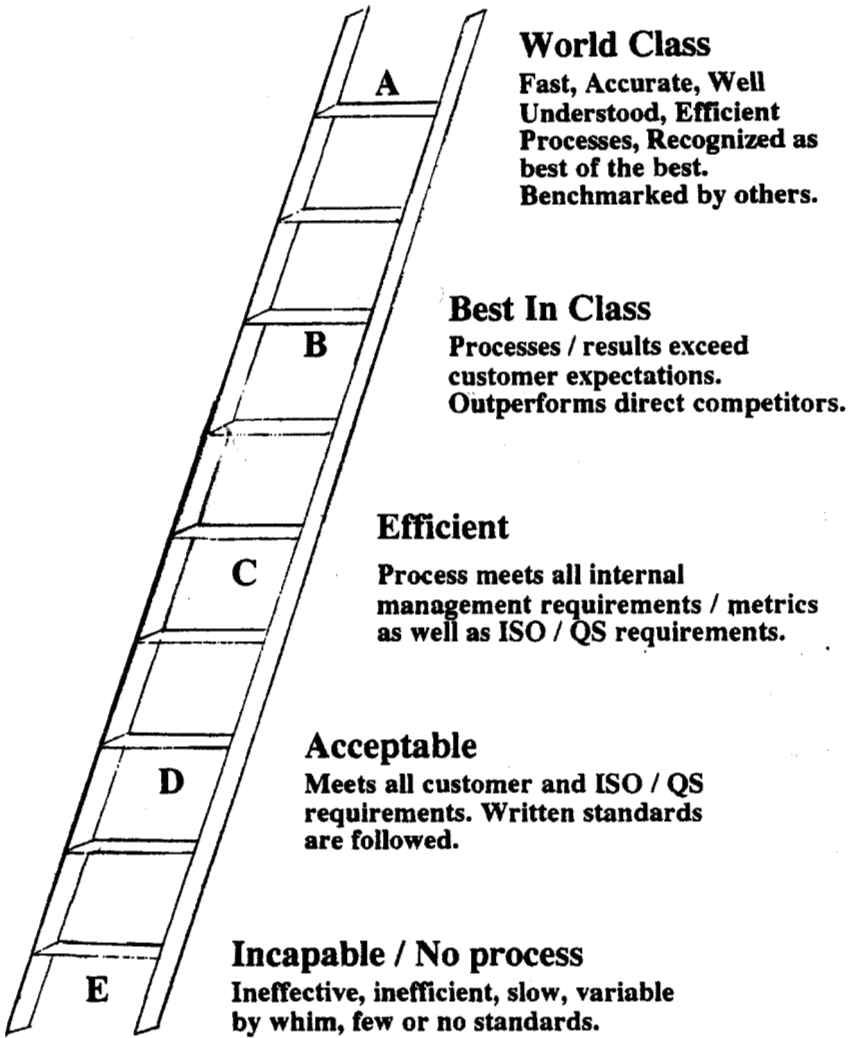 A
World Class
Fast, Accurate, Well
Understood, Efficient
Processes, Recognized as
best of the best.
Benchmarked by others.
B
Best In Class
Processes / results exceed
customer expectations.
Outperforms direct competitors.
C
Efficient
Process meets all internal
management requirements / metrics
as well as ISO / QS requirements.
D
Acceptable
Meets all customer and ISO / QS
requirements. Written standards
are followed.
E
Incapable / No process
Ineffective, inefficient, slow, variable
by whim, few or no standards.